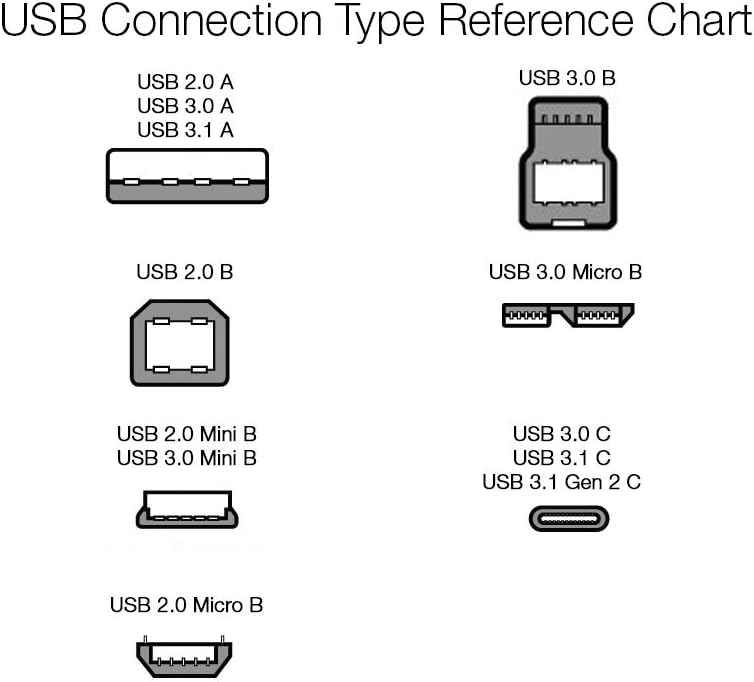 USB Connection Type Reference Chart
USB 2.0 A
USB 3.0 A
USB 3.1 A
USB 2.0 B
USB 2.0 Mini B
USB 3.0 Mini B
USB 2.0 Micro B
USB 3.0 B
USB 3.0 Micro B
USB 3.0 C
USB 3.1 C
USB 3.1 Gen 2 C